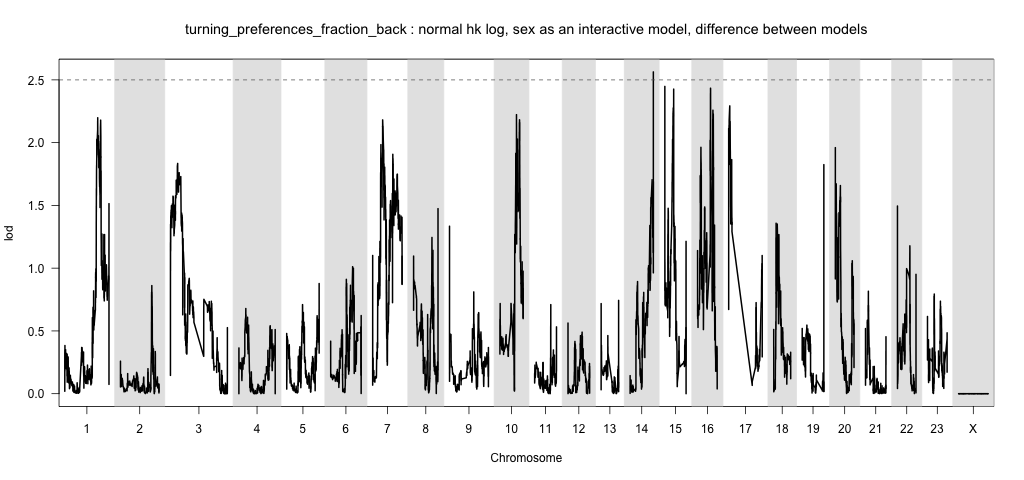 turning_preferences_fraction_back : normal hk log, sex as an interactive model, difference between models
2.5
2.0
1.5
1.0
0.5
0.0
lod
1 2 3 4 5 6 7 8 9 10 11 12 13 14 15 16 17 18 19 20 21 22 23 X
Chromosome